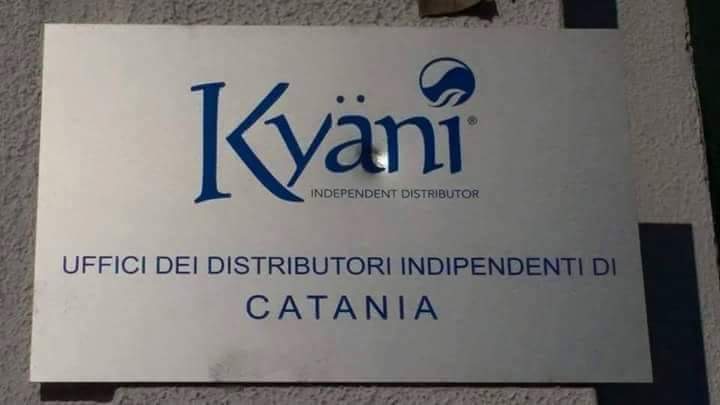 Kyäni®
INDEPENDENT DISTRIBUTOR
UFFICI DEI DISTRIBUTORI INDIPENDENTI DI
CATANIA